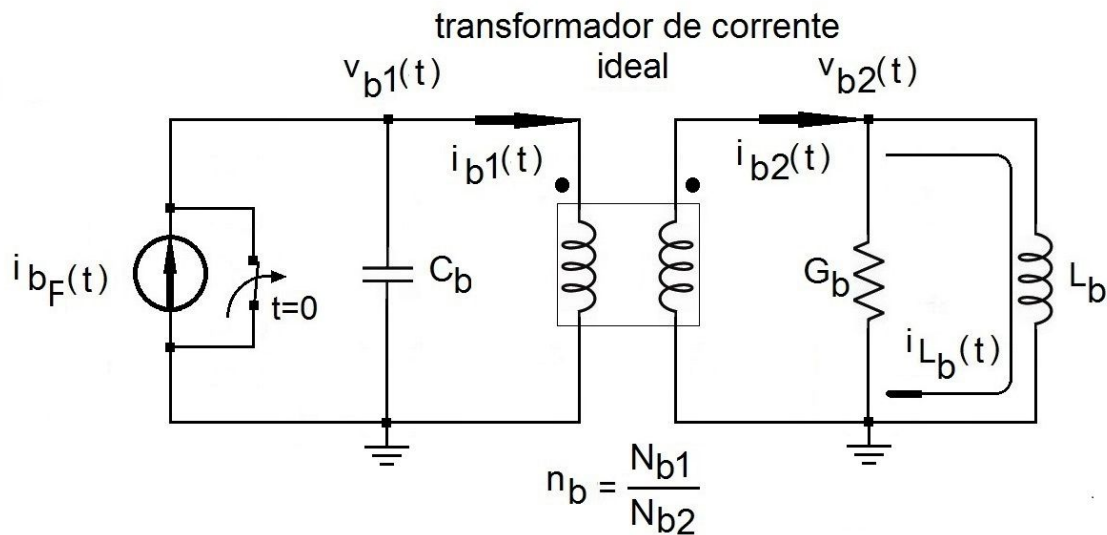 transformador de corrente
ideal
v_b1(t)
v_b2(t)
i_b1(t)
i_b2(t)
i_bF(t)
t=0
C_b
G_b
L_b
i_Lb(t)
n_b = N_b1 / N_b2